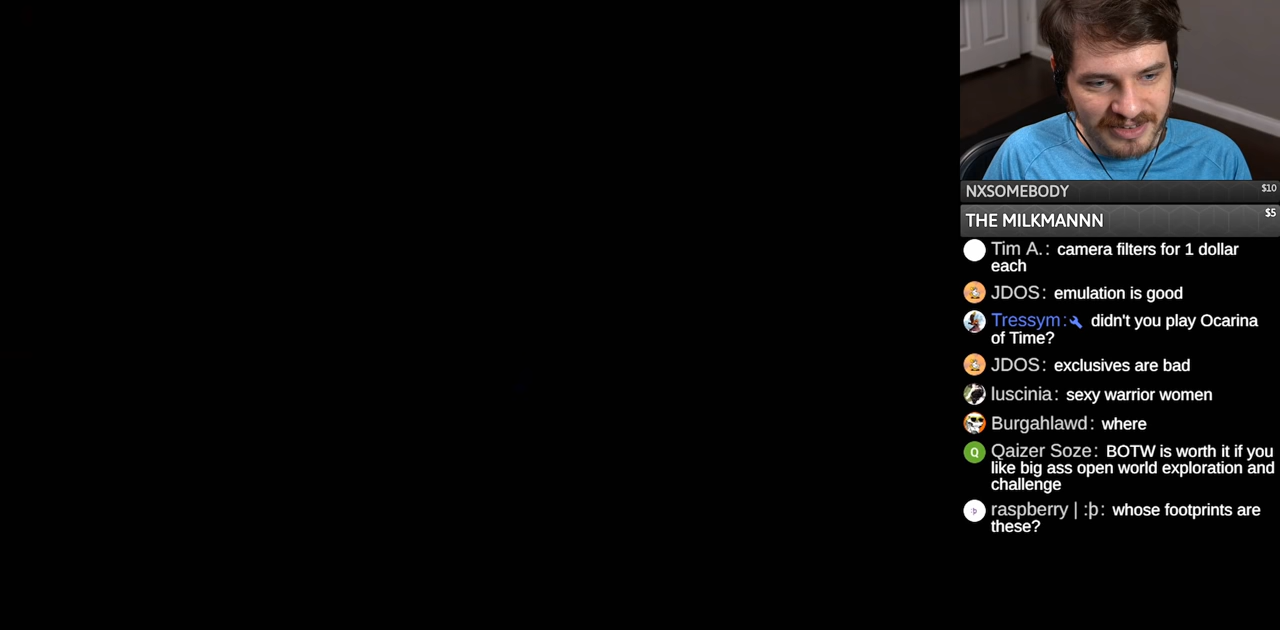 NXSOMEBODY $10
THE MILKMANNN $5
Tim A.: camera filters for 1 dollar
each
JDOS: emulation is good
Tressym: didn't you play Ocarina
of Time?
JDOS: exclusives are bad
luscinia: sexy warrior women
Burgahlawd: where
Q Qaizer Soze: BOTW is worth it if you
like big ass open world exploration and
challenge
raspberry | :þ: whose footprints are
these?